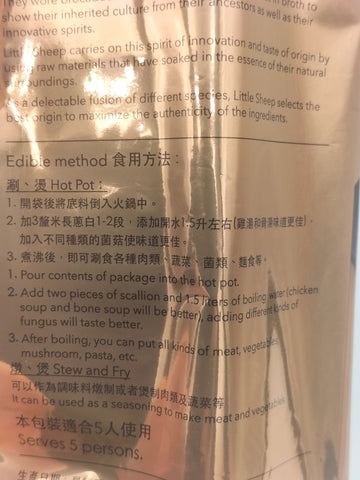 show their inherited culture from their ancestors as well as their
innovative spirits.
Little Sheep carries on this spirit of innovation and taste of origin by
using raw materials that have soaked in the essence of their natural
surroundings.
As a delectable fusion of different species, Little Sheep selects the
best origin to maximize the authenticity of the ingredients.
Edible method 食用方法：
涮、燙 Hot Pot：
1. 開袋後將底料倒入火鍋中。
2. 加3釐米長蔥白1-2段，添加開水1.5升左右(雞湯和骨湯味道更佳)，
加入不同種類的菌菇使味道更佳。
3. 煮沸後，即可涮食各種肉類、蔬菜、菌類、麵食等。
1. Pour contents of package into the hot pot.
2. Add two pieces of scallion and 1.5 liters of boiling water (chicken
soup and bone soup will be better), adding different kinds of
fungus will taste better.
3. After boiling, you can put all kinds of meat, vegetables
mushroom, pasta, etc.
燉、炒 Stew and Fry
可以作為調味料燉制或者煲制肉類及蔬菜等
It can be used as a seasoning to make meat and vegetables
本包裝適合5人使用
Serves 5 persons.
生產日期：